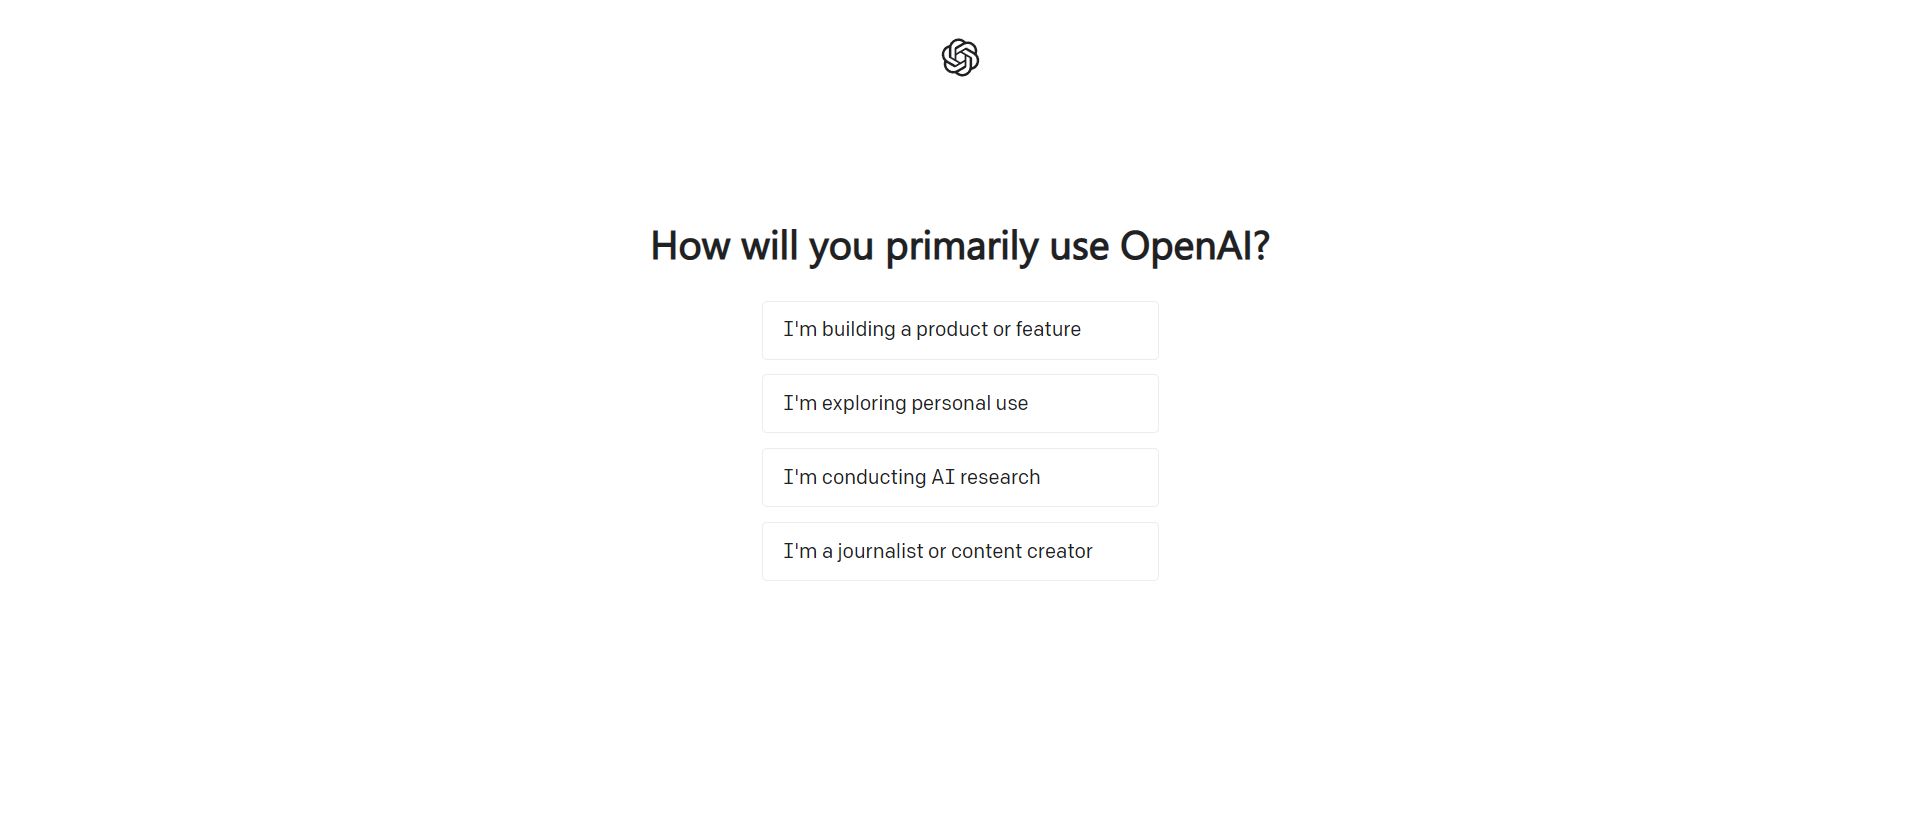 How will you primarily use OpenAI?
I'm building a product or feature
I'm exploring personal use
I'm conducting AI research
I'm a journalist or content creator